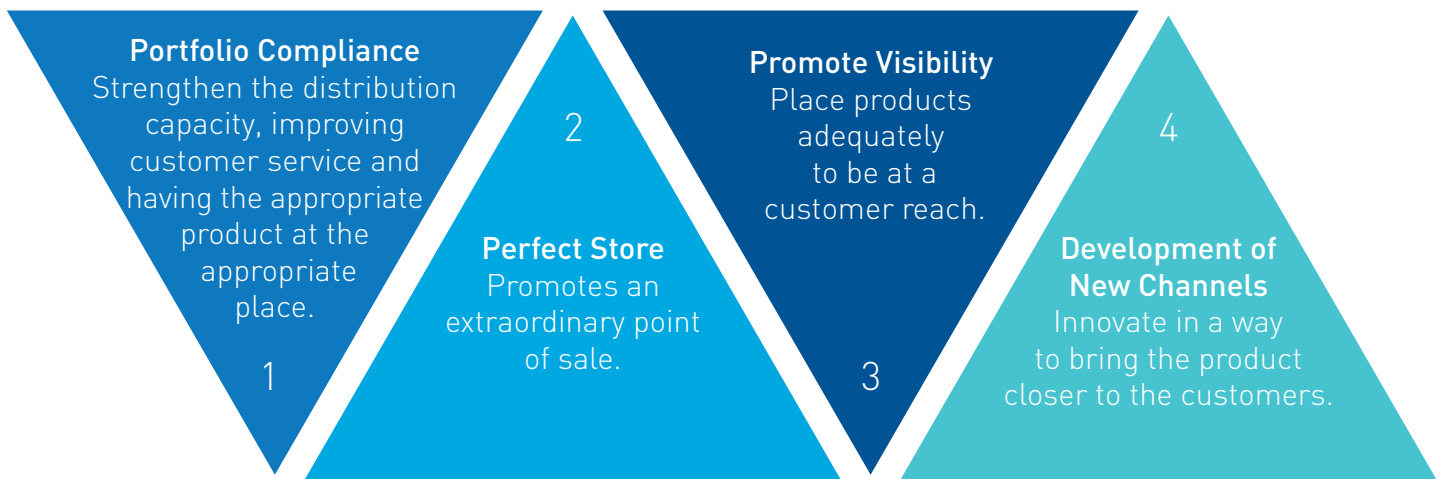 Portfolio Compliance
Strengthen the distribution
capacity, improving
customer service and
having the appropriate
product at the
appropriate
place.
1
2
Perfect Store
Promotes an
extraordinary point
of sale.
Promote Visibility
Place products
adequately
to be at a
customer reach.
3
4
Development of
New Channels
Innovate in a way
to bring the product
closer to the customers.